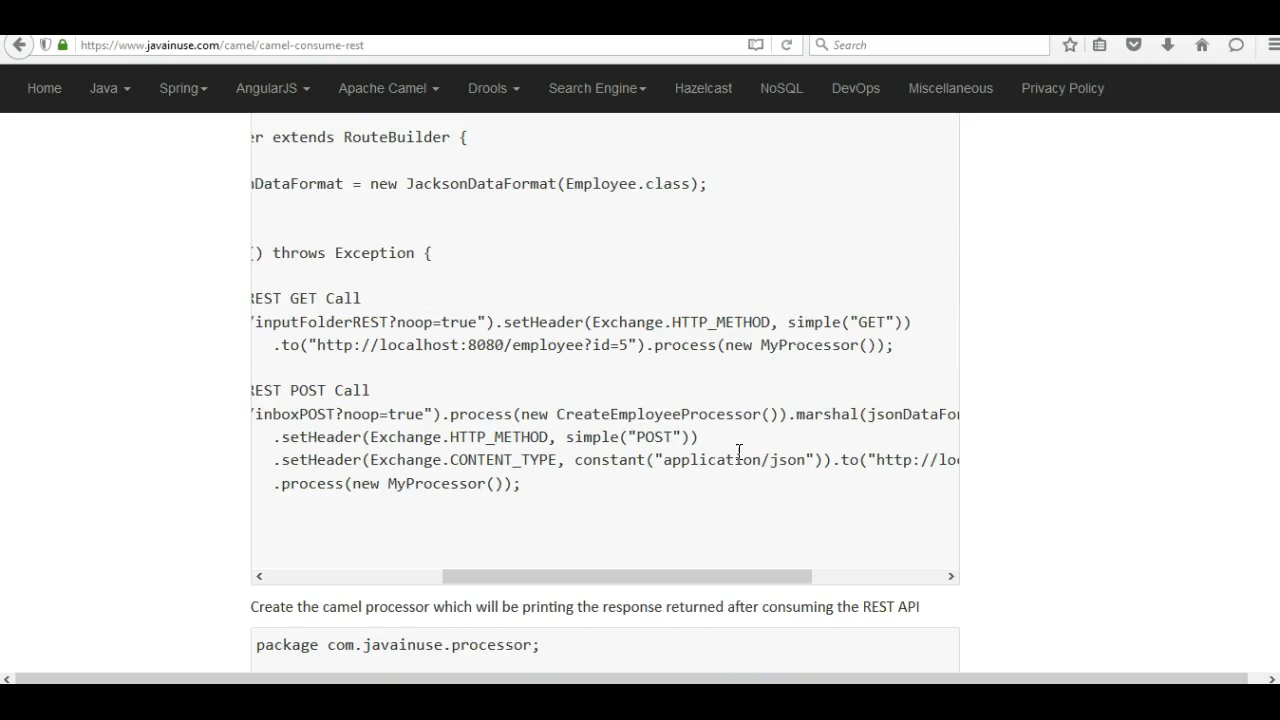 https://www.javainuse.com/camel/camel-consume-rest
Search
Home Java Spring AngularJS Apache Camel Drools Search Engine Hazelcast NoSQL DevOps Miscellaneous Privacy Policy
er extends RouteBuilder {
nDataFormat = new JacksonDataFormat(Employee.class);
() throws Exception {
REST GET Call
/inputFolderREST?noop=true").setHeader(Exchange.HTTP_METHOD, simple("GET"))
.to("http://localhost:8080/employee?id=5").process(new MyProcessor());
REST POST Call
/inboxPOST?noop=true").process(new CreateEmployeeProcessor()).marshal(jsonDataFor
.setHeader(Exchange.HTTP_METHOD, simple("POST"))
.setHeader(Exchange.CONTENT_TYPE, constant("application/json")).to("http://loc
.process(new MyProcessor());
Create the camel processor which will be printing the response returned after consuming the REST API
package com.javainuse.processor;